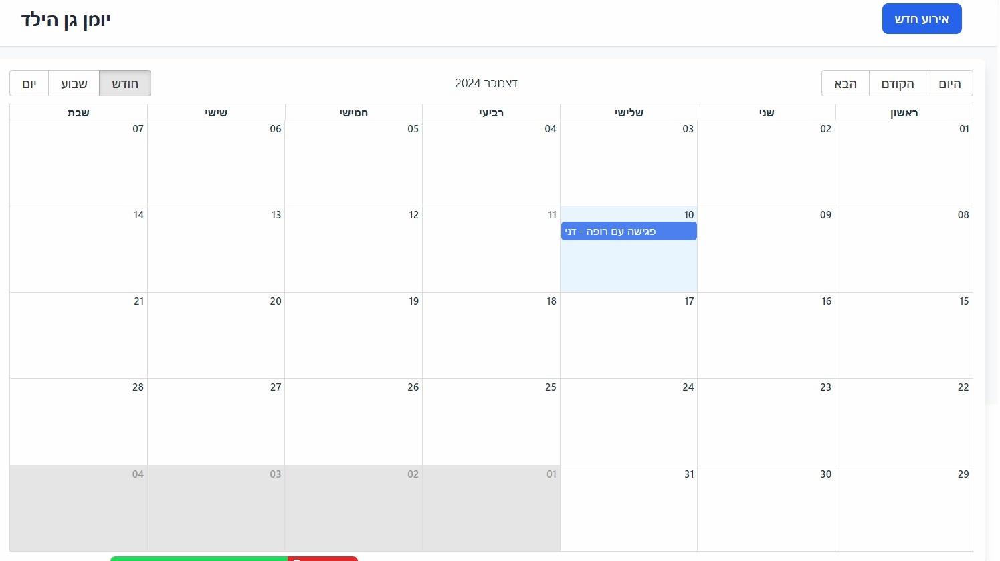 אירוע חדש
יומן גן הילד
היום הקודם הבא
דצמבר 2024
חודש שבוע יום
ראשון שני שלישי רביעי חמישי שישי שבת
01 02 03 04 05 06 07
08 09 10 11 12 13 14
פגישה עם רופה - דני
15 16 17 18 19 20 21
22 23 24 25 26 27 28
29 30 31 01 02 03 04